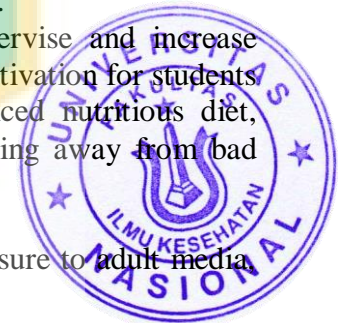 ervise and increase
tivation for students
ced nutritious diet,
ing away from bad
sure to adult media,
UNIVERSITAS
FAKULTAS
ILMU KESEHATAN
NASIONAL